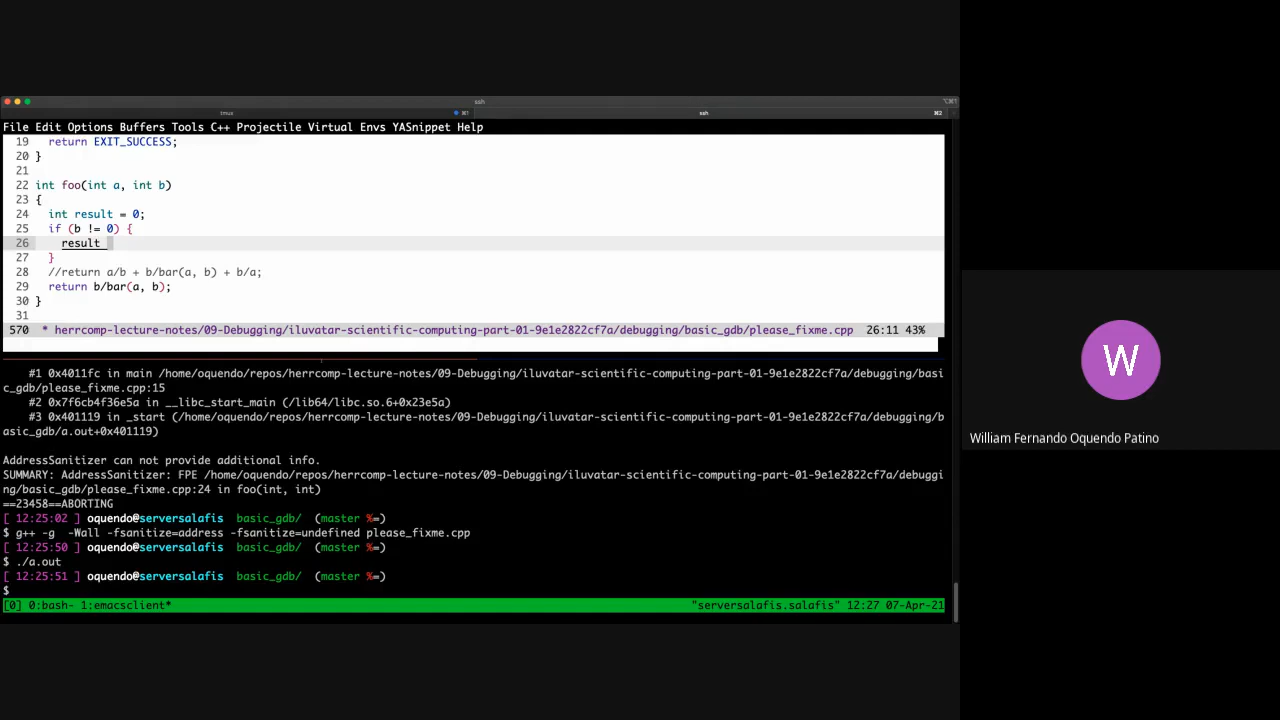 ssh
⌥⌘1
tmux
⌘1
ssh
⌘2
File Edit Options Buffers Tools C++ Projectile Virtual Envs YASnippet Help
19 return EXIT_SUCCESS;
20 }
21
22 int foo(int a, int b)
23 {
24 int result = 0;
25 if (b != 0) {
26 result
27 }
28 //return a/b + b/bar(a, b) + b/a;
29 return b/bar(a, b);
30 }
31
570 * herrcomp-lecture-notes/09-Debugging/iluvatar-scientific-computing-part-01-9e1e2822cf7a/debugging/basic_gdb/please_fixme.cpp 26:11 43%
#1 0x4011fc in main /home/oquendo/repos/herrcomp-lecture-notes/09-Debugging/iluvatar-scientific-computing-part-01-9e1e2822cf7a/debugging/basi
c_gdb/please_fixme.cpp:15
#2 0x7f6cb4f36e5a in __libc_start_main (/lib64/libc.so.6+0x23e5a)
#3 0x401119 in _start (/home/oquendo/repos/herrcomp-lecture-notes/09-Debugging/iluvatar-scientific-computing-part-01-9e1e2822cf7a/debugging/b
asic_gdb/a.out+0x401119)
AddressSanitizer can not provide additional info.
SUMMARY: AddressSanitizer: FPE /home/oquendo/repos/herrcomp-lecture-notes/09-Debugging/iluvatar-scientific-computing-part-01-9e1e2822cf7a/debuggi
ng/basic_gdb/please_fixme.cpp:24 in foo(int, int)
==23458==ABORTING
[ 12:25:02 ] oquendo@serversalafis basic_gdb/ (master %=)
$ g++ -g -Wall -fsanitize=address -fsanitize=undefined please_fixme.cpp
[ 12:25:50 ] oquendo@serversalafis basic_gdb/ (master %=)
$ ./a.out
[ 12:25:51 ] oquendo@serversalafis basic_gdb/ (master %=)
$
[0] 0:bash- 1:emacsclient* "serversalafis.salafis" 12:27 07-Apr-21
W
William Fernando Oquendo Patino